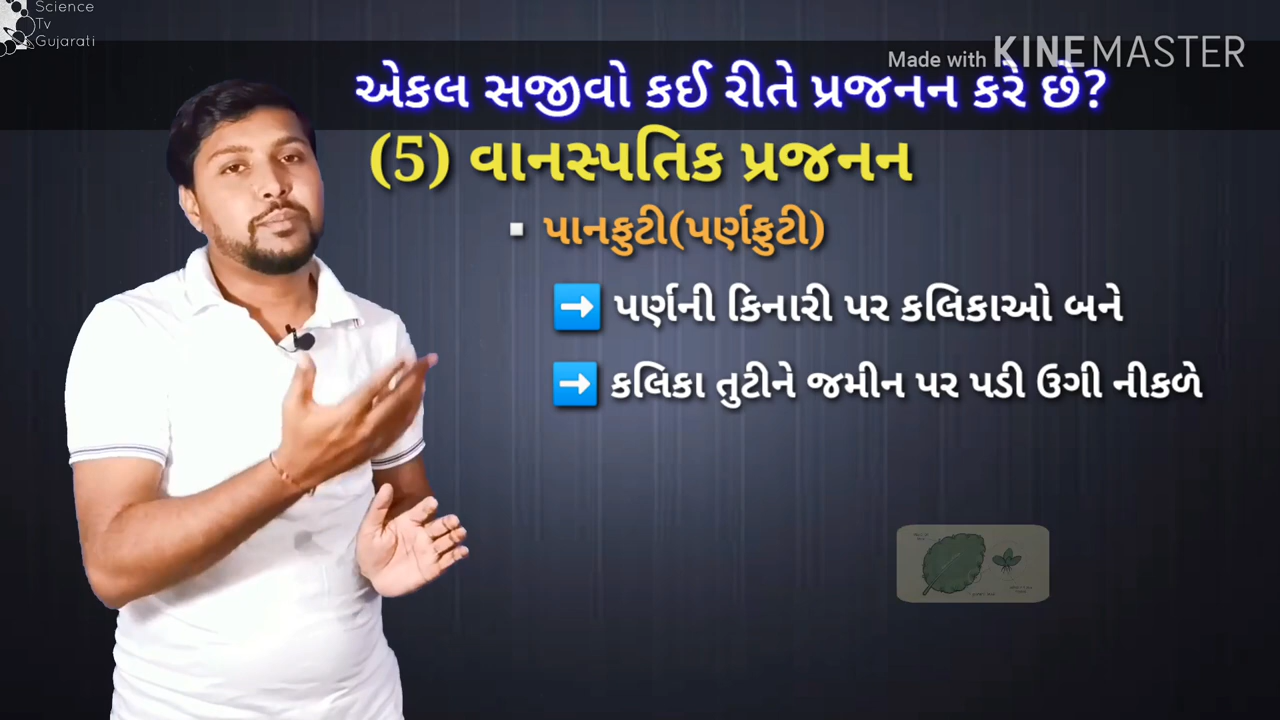 Science
Tv
Gujarati
Made with KINEMASTER
એકલ સજીવો કઈ રીતે પ્રજનન કરે છે?
(5) વાનસ્પતિક પ્રજનન
▪ પાનફુટી(પર્ણફુટી)
➡ પર્ણની કિનારી પર કલિકાઓ બને
➡ કલિકા તુટીને જમીન પર પડી ઉગી નીકળે